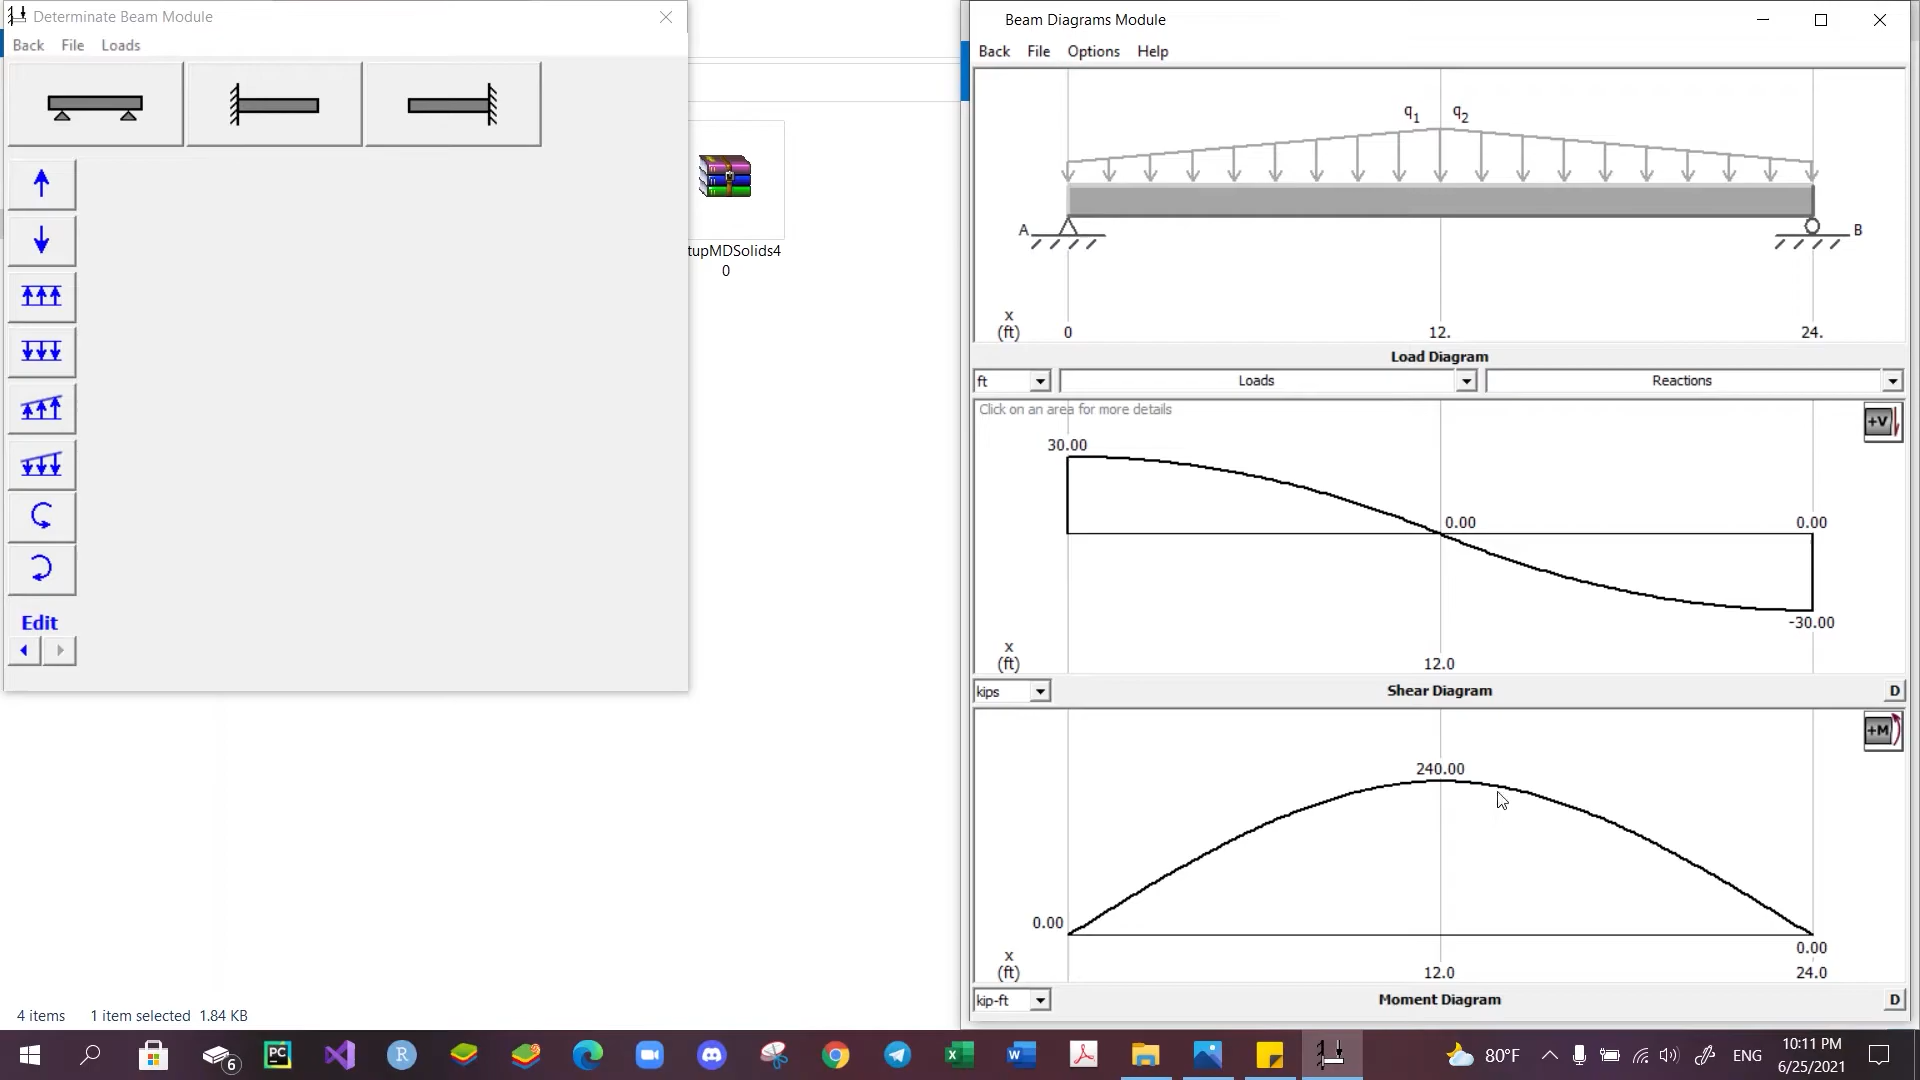 Determinate Beam Module
Back File Loads
Edit
tupMDSolids4
0
4 items 1 item selected 1.84 KB
Beam Diagrams Module
Back File Options Help
q1 q2
A B
x
(ft) 0 12. 24.
Load Diagram
ft Loads Reactions
Click on an area for more details
+V
30.00
0.00 0.00
-30.00
x
(ft) 12.0
kips Shear Diagram D
+M
240.00
0.00
0.00
x
(ft) 12.0 24.0
kip-ft Moment Diagram D
6
PC
R
80°F ENG 10:11 PM
6/25/2021